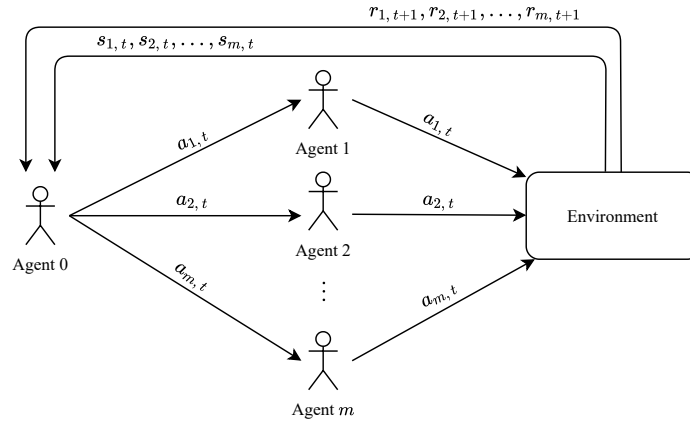 r₁,ₜ₊₁, r₂,ₜ₊₁, …, rₘ,ₜ₊₁
s₁,ₜ, s₂,ₜ, …, sₘ,ₜ
a₁,ₜ
a₁,ₜ
Agent 1
a₂,ₜ
a₂,ₜ
Environment
Agent 0
Agent 2
⋮
aₘ,ₜ
aₘ,ₜ
Agent m